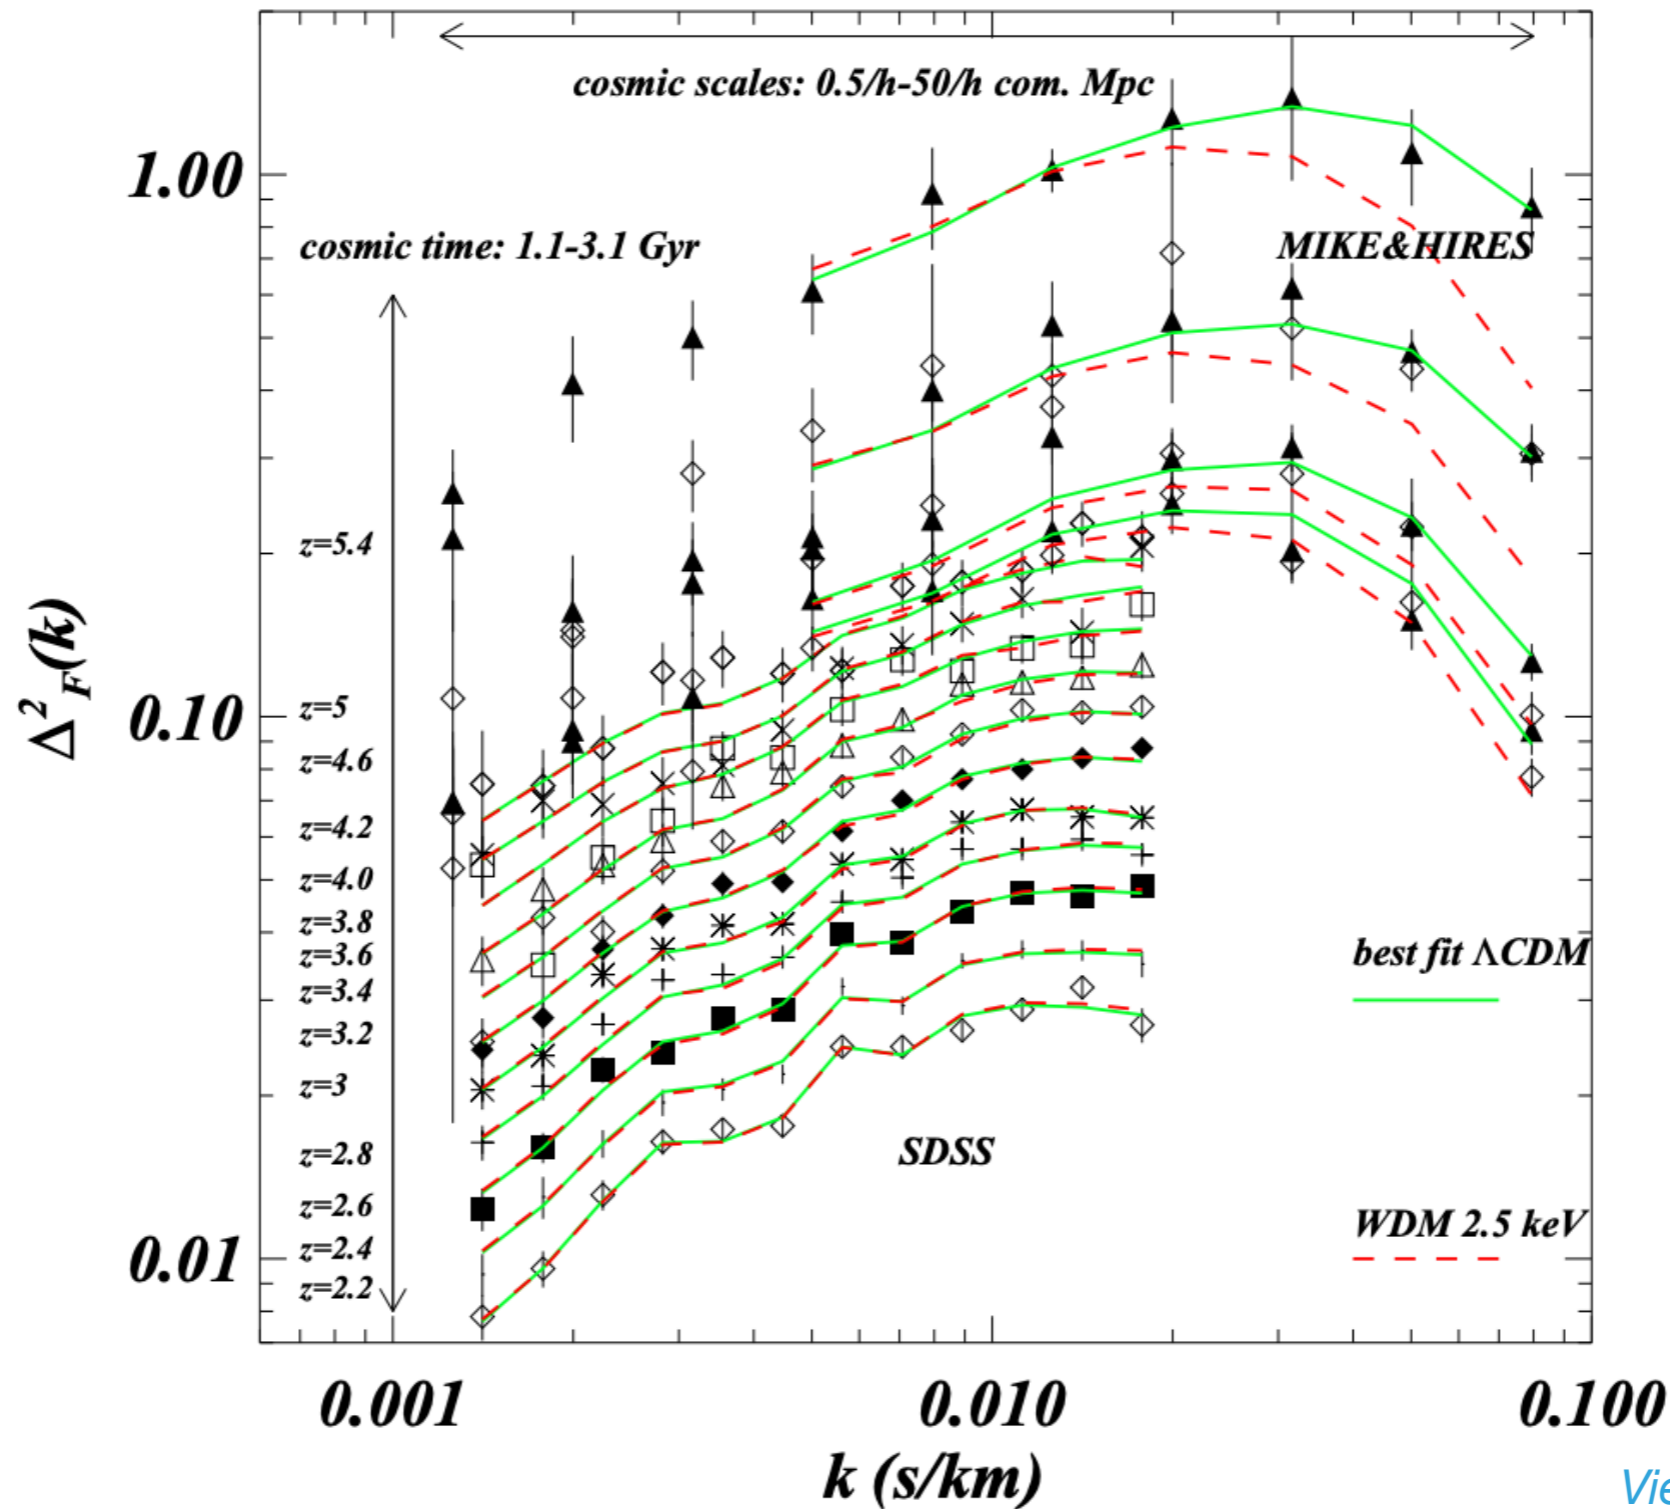 cosmic scales: 0.5/h-50/h com. Mpc
1.00
cosmic time: 1.1-3.1 Gyr
MIKE&HIRES
z=5.4
Δ²F(k)
z=5
0.10
z=4.6
z=4.2
z=4.0
z=3.8
z=3.6
best fit ΛCDM
z=3.4
z=3.2
z=3
SDSS
z=2.8
z=2.6
WDM 2.5 keV
z=2.4
0.01
z=2.2
0.001 0.010 0.100
k (s/km)